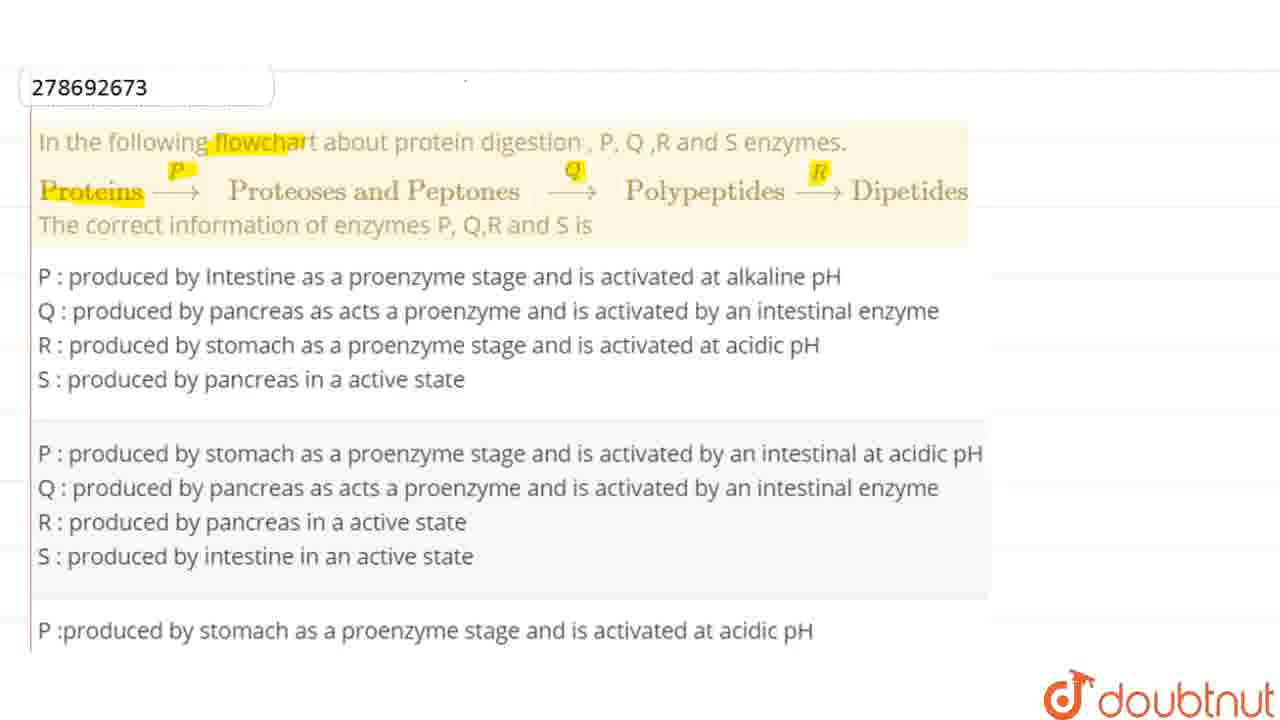 278692673
In the following flowchart about protein digestion , P, Q ,R and S enzymes.
Proteins \xrightarrow{P} Proteoses and Peptones \xrightarrow{Q} Polypeptides \xrightarrow{R} Dipetides
The correct information of enzymes P, Q,R and S is
P : produced by Intestine as a proenzyme stage and is activated at alkaline pH
Q : produced by pancreas as acts a proenzyme and is activated by an intestinal enzyme
R : produced by stomach as a proenzyme stage and is activated at acidic pH
S : produced by pancreas in a active state
P : produced by stomach as a proenzyme stage and is activated by an intestinal at acidic pH
Q : produced by pancreas as acts a proenzyme and is activated by an intestinal enzyme
R : produced by pancreas in a active state
S : produced by intestine in an active state
P :produced by stomach as a proenzyme stage and is activated at acidic pH
doubtnut